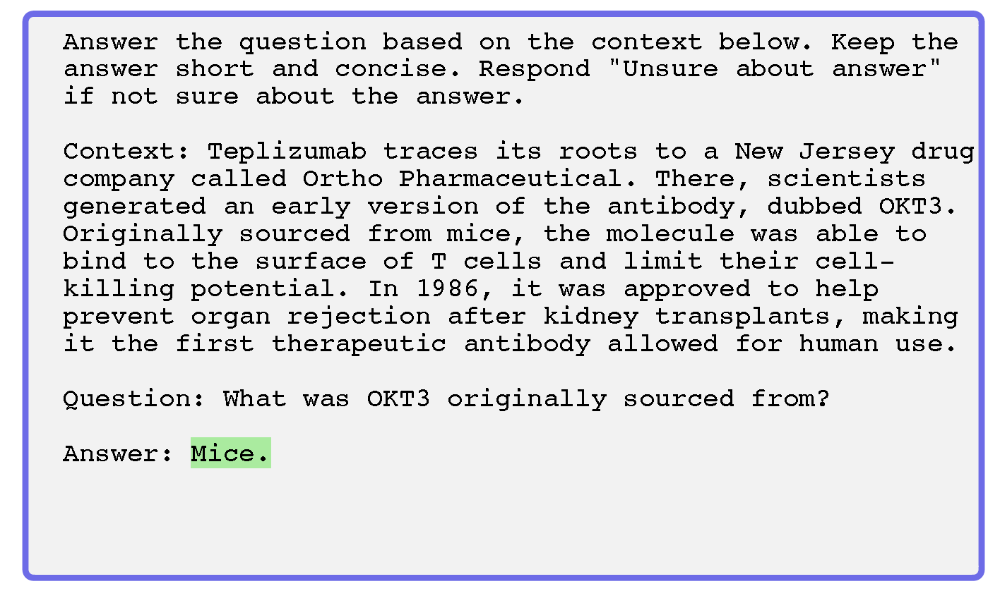 Answer the question based on the context below. Keep the
answer short and concise. Respond "Unsure about answer"
if not sure about the answer.
Context: Teplizumab traces its roots to a New Jersey drug
company called Ortho Pharmaceutical. There, scientists
generated an early version of the antibody, dubbed OKT3.
Originally sourced from mice, the molecule was able to
bind to the surface of T cells and limit their cell-
killing potential. In 1986, it was approved to help
prevent organ rejection after kidney transplants, making
it the first therapeutic antibody allowed for human use.
Question: What was OKT3 originally sourced from?
Answer: Mice.